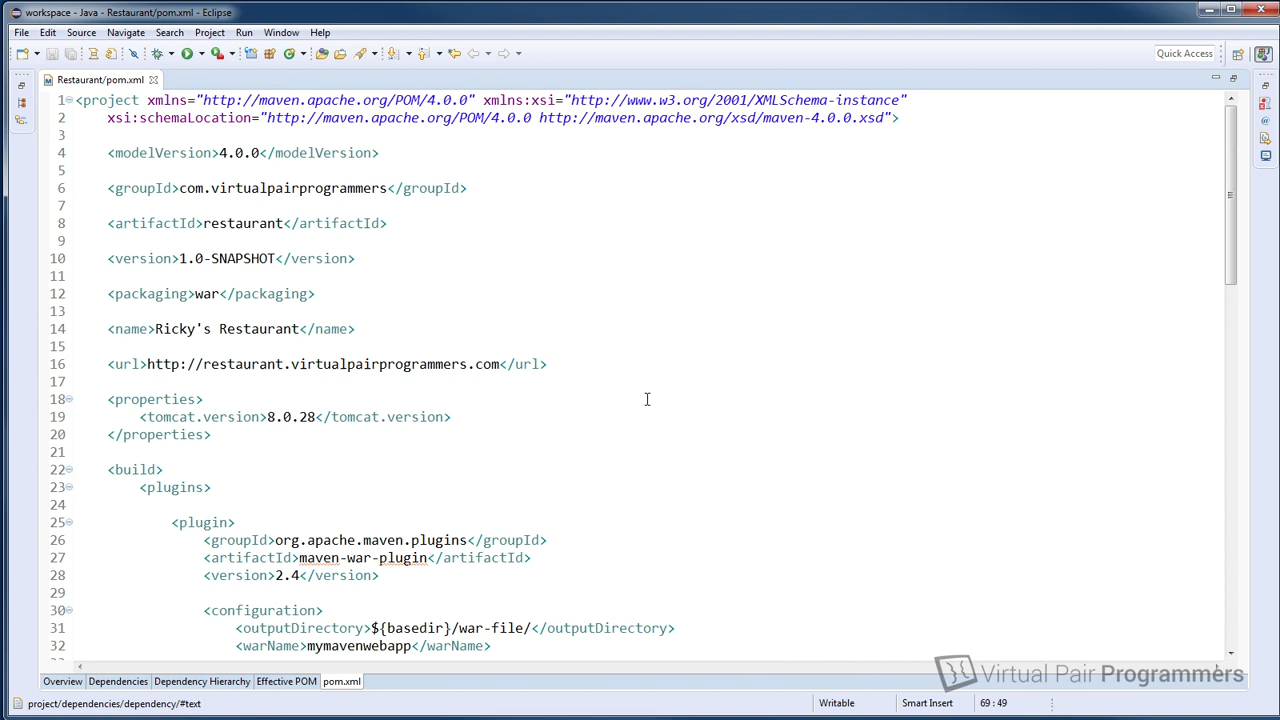 workspace - Java - Restaurant/pom.xml - Eclipse
File Edit Source Navigate Search Project Run Window Help
Quick Access
Restaurant/pom.xml
1 <project xmlns="http://maven.apache.org/POM/4.0.0" xmlns:xsi="http://www.w3.org/2001/XMLSchema-instance"
2 xsi:schemaLocation="http://maven.apache.org/POM/4.0.0 http://maven.apache.org/xsd/maven-4.0.0.xsd">
3
4 <modelVersion>4.0.0</modelVersion>
5
6 <groupId>com.virtualpairprogrammers</groupId>
7
8 <artifactId>restaurant</artifactId>
9
10 <version>1.0-SNAPSHOT</version>
11
12 <packaging>war</packaging>
13
14 <name>Ricky's Restaurant</name>
15
16 <url>http://restaurant.virtualpairprogrammers.com</url>
17
18 <properties>
19 <tomcat.version>8.0.28</tomcat.version>
20 </properties>
21
22 <build>
23 <plugins>
24
25 <plugin>
26 <groupId>org.apache.maven.plugins</groupId>
27 <artifactId>maven-war-plugin</artifactId>
28 <version>2.4</version>
29
30 <configuration>
31 <outputDirectory>${basedir}/war-file/</outputDirectory>
32 <warName>mymavenwebapp</warName>
Virtual Pair Programmers
Overview Dependencies Dependency Hierarchy Effective POM pom.xml
project/dependencies/dependency/#text Writable Smart Insert 69 : 49